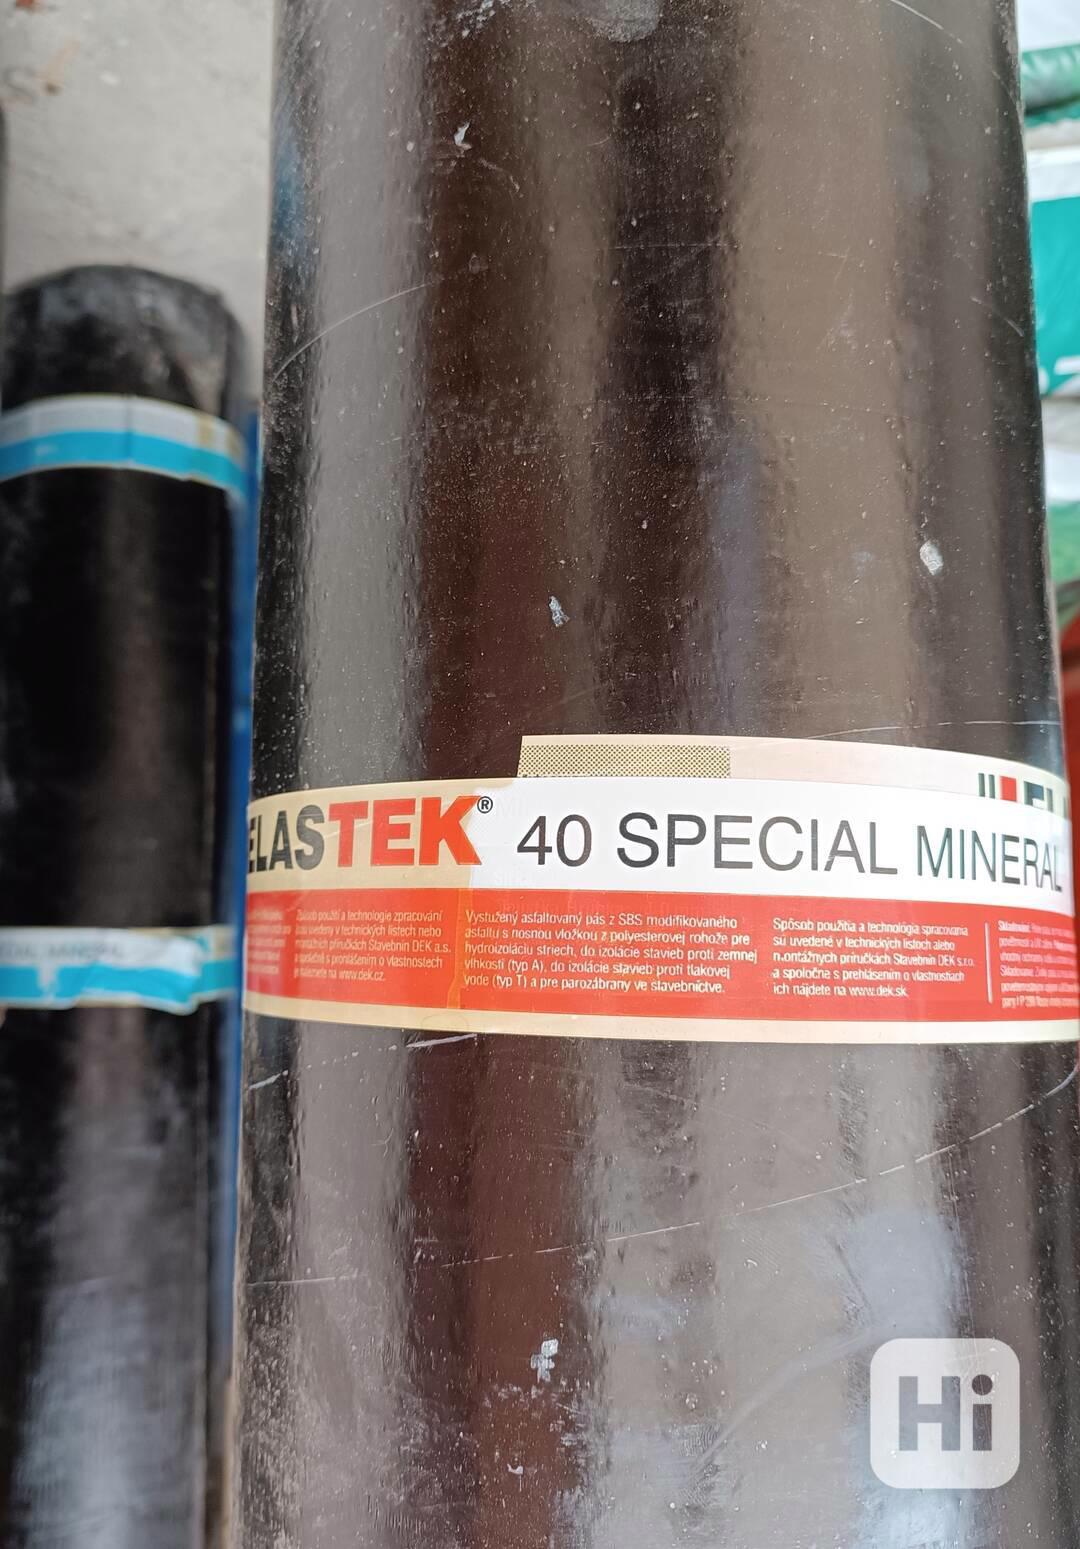 ELASTEK® 40 SPECIAL MINERAL
Způsob použití a technologie zpracování
jsou uvedeny v technických listech nebo
montážních příručkách Stavebnin DEK a.s.
a společně s prohlášením o vlastnostech
naleznete na www.dek.cz.
Vystužený asfaltovaný pás z SBS modifikovaného
asfaltu s nosnou vložkou z polyesterovej rohože pre
hydroizoláciu striech, do izolácie stavieb proti zemnej
vlhkosti (typ A), do izolácie stavieb proti tlakovej
vode (typ T) a pre parozábrany ve stavebníctve.
Spôsob použitia a technológia spracovania
sú uvedené v technických listoch alebo
montážnych príručkách Stavebnín DEK s.r.o.
a spoločne s prehlásením o vlastnostiach
ich nájdete na www.dek.sk
Hi